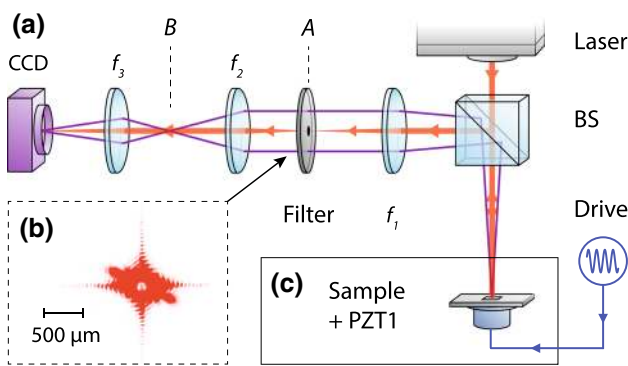 (a)
B
A
Laser
CCD
f3
f2
BS
Filter
f1
Drive
(b)
500 µm
(c)
Sample
+ PZT1